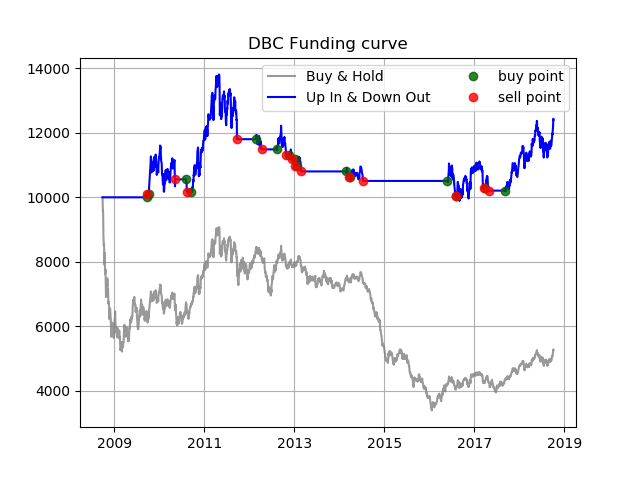 DBC Funding curve
14000
12000
10000
8000
6000
4000
Buy & Hold
Up In & Down Out
buy point
sell point
2009 2011 2013 2015 2017 2019